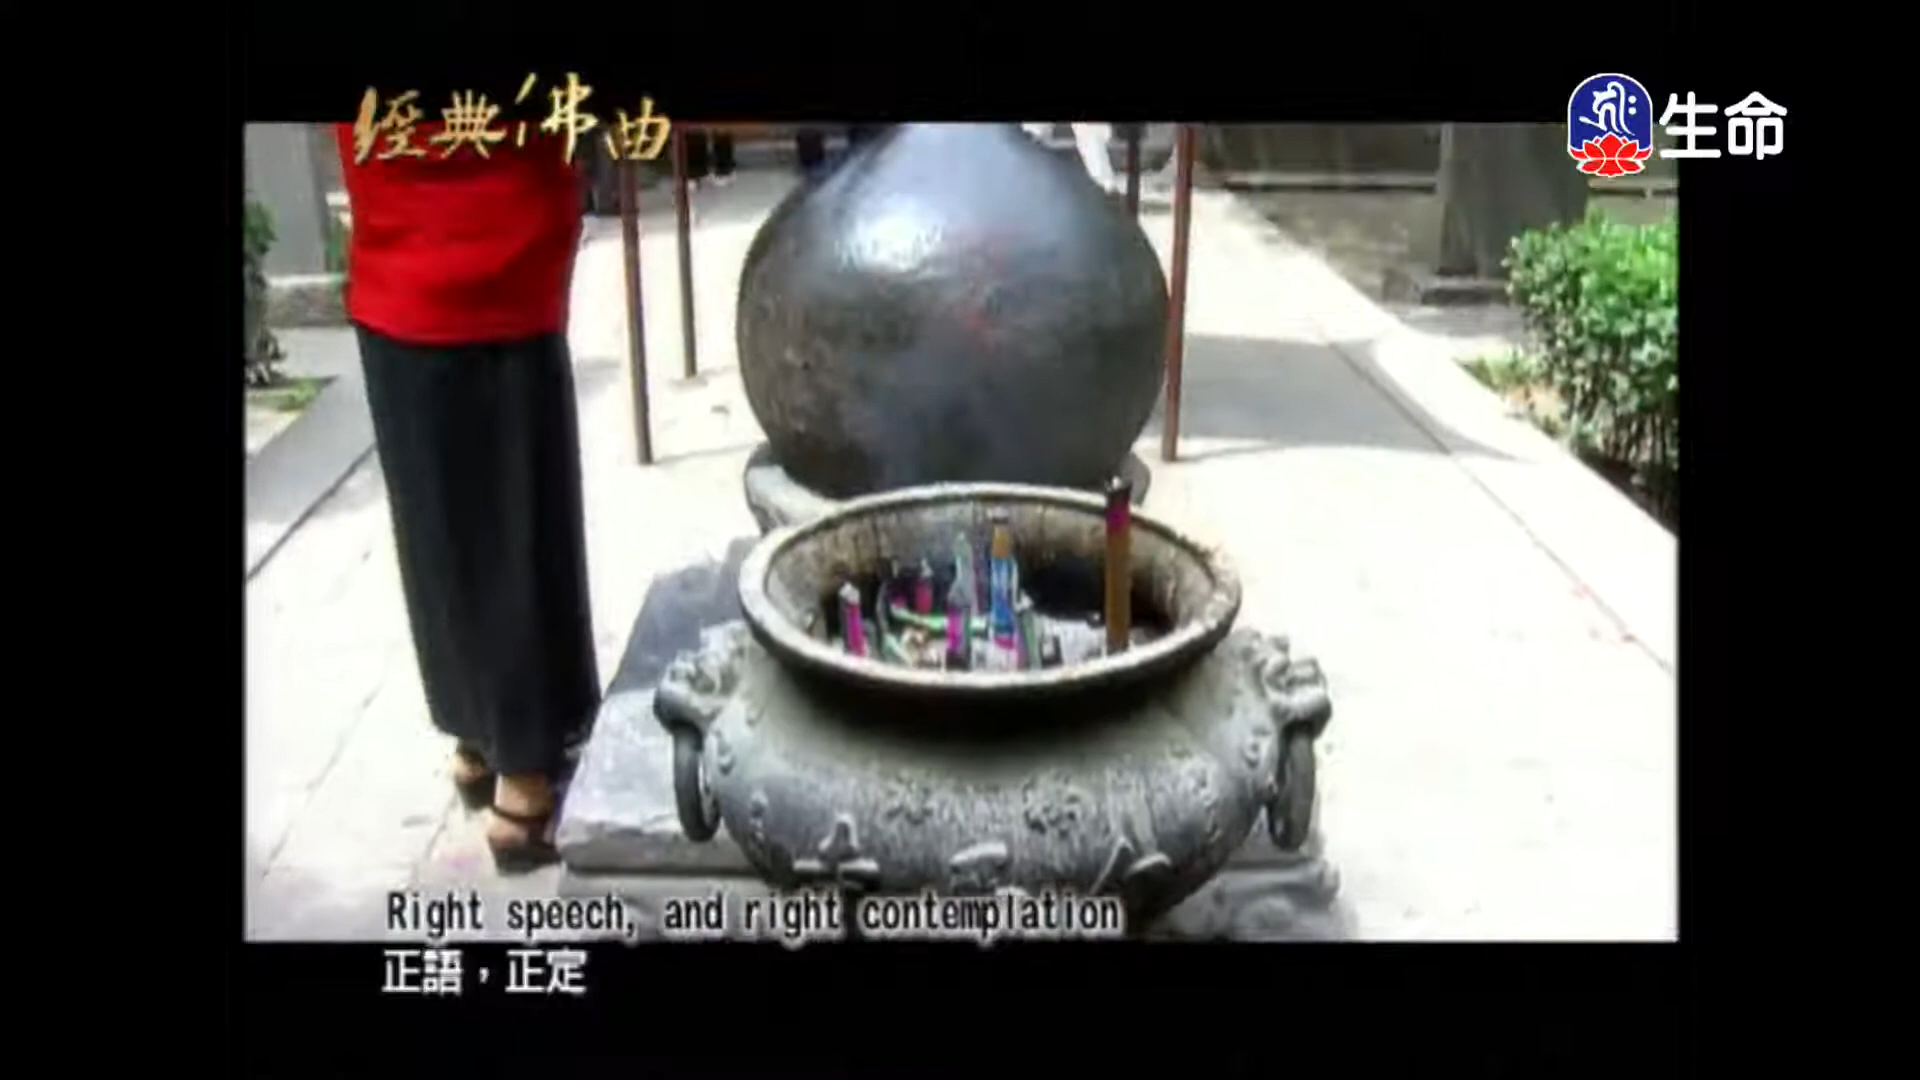 經典佛曲
生命
Right speech, and right contemplation
正語，正定